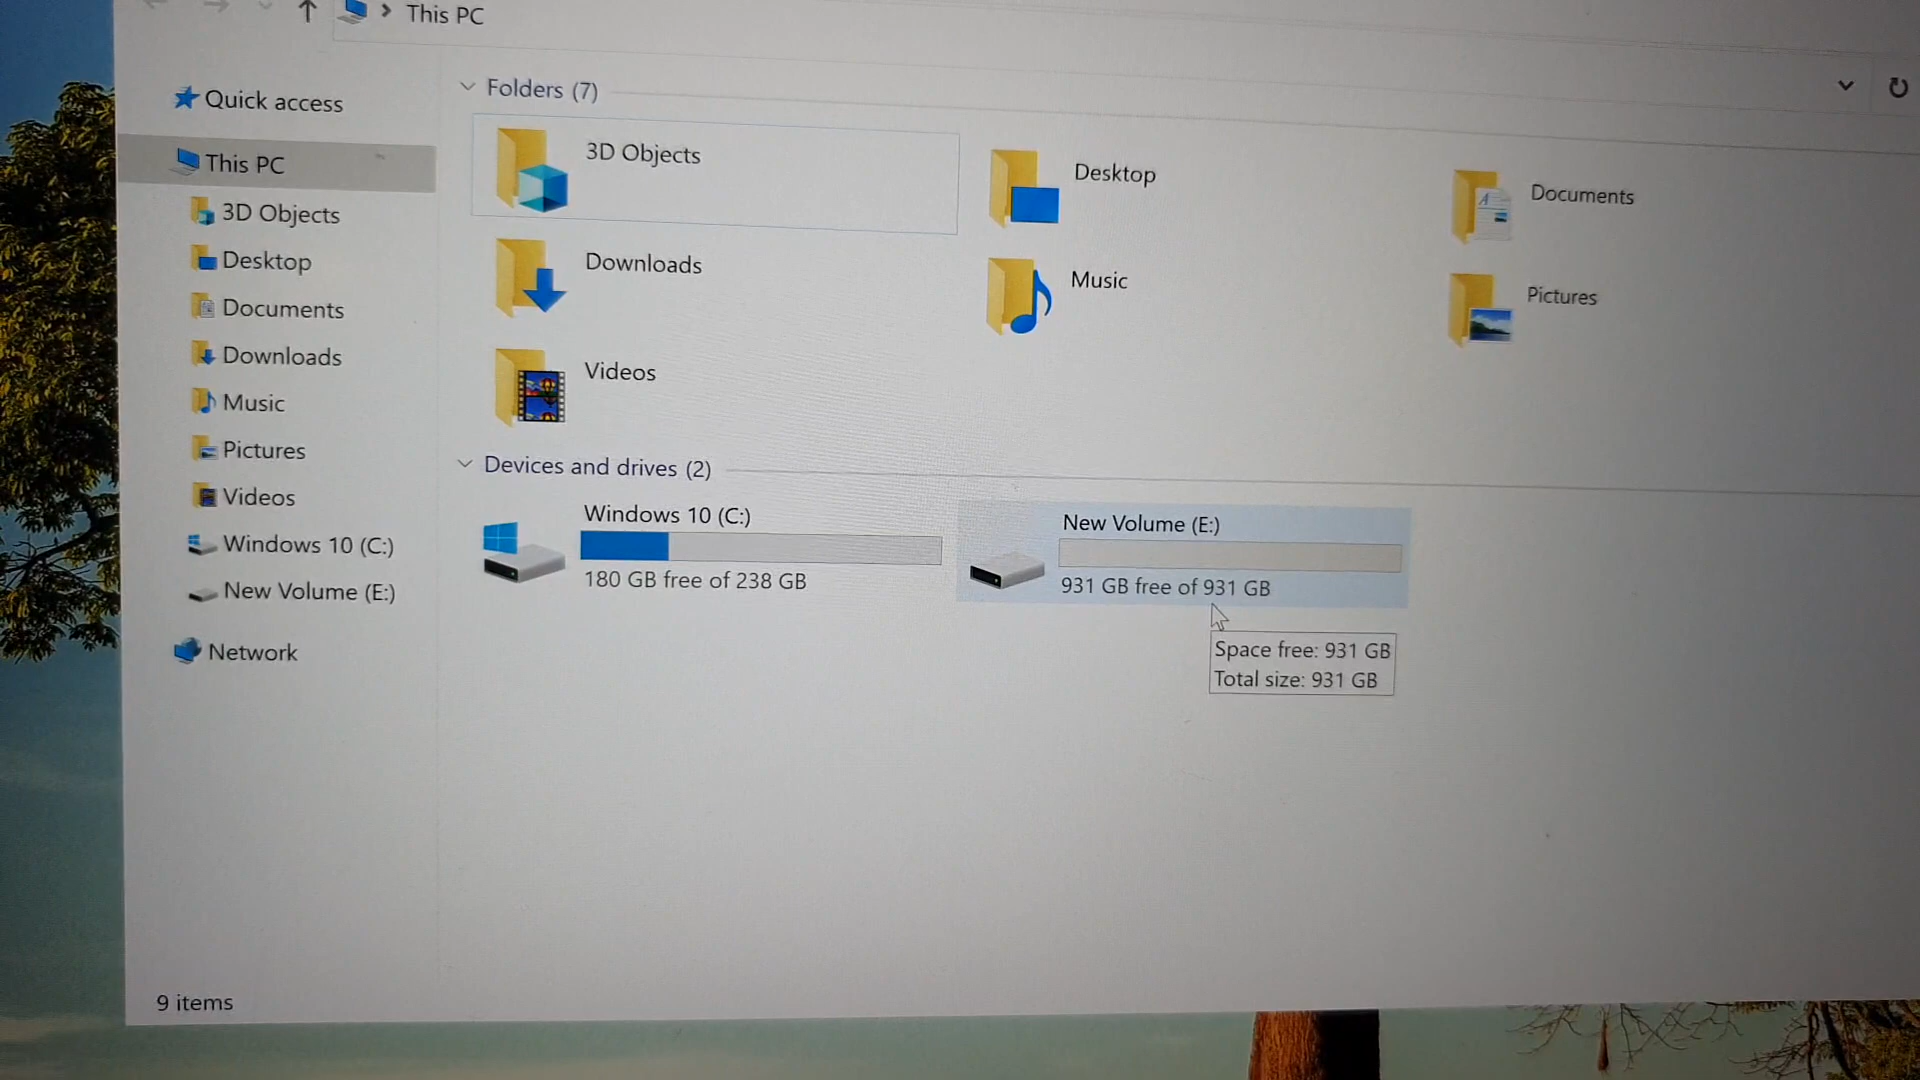 This PC
Quick access
This PC
3D Objects
Desktop
Documents
Downloads
Music
Pictures
Videos
Windows 10 (C:)
New Volume (E:)
Network
Folders (7)
3D Objects
Desktop
Documents
Downloads
Music
Pictures
Videos
Devices and drives (2)
Windows 10 (C:)
180 GB free of 238 GB
New Volume (E:)
931 GB free of 931 GB
Space free: 931 GB
Total size: 931 GB
9 items